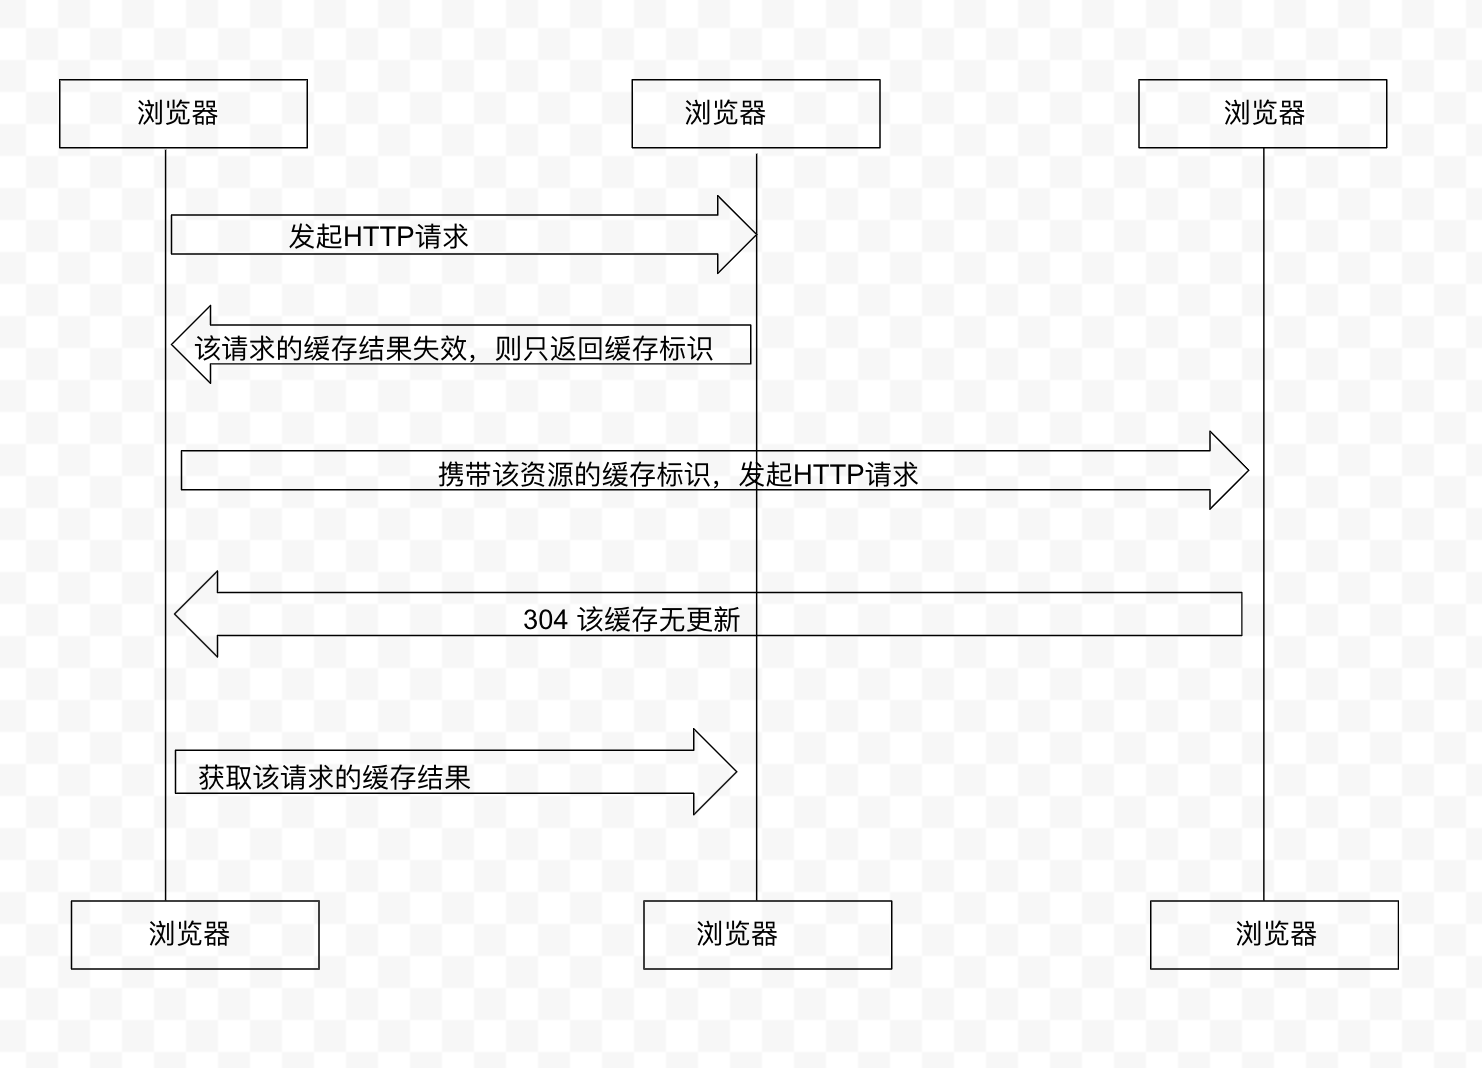 浏览器
浏览器
浏览器
发起HTTP请求
该请求的缓存结果失效，则只返回缓存标识
携带该资源的缓存标识，发起HTTP请求
304 该缓存无更新
获取该请求的缓存结果
浏览器
浏览器
浏览器